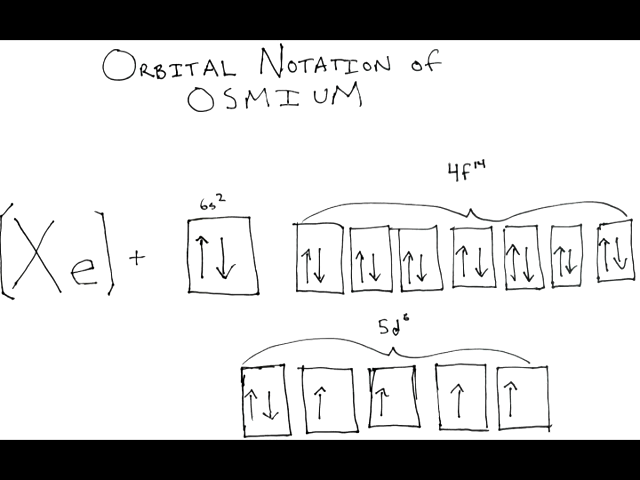 ORBITAL NOTATION of
OSMIUM
4f¹⁴
6s²
[Xe] + ↑↓ ↑↓ ↑↓ ↑↓ ↑↓ ↑↓ ↑↓ ↑↓
5d⁶
↑↓ ↑ ↑ ↑ ↑